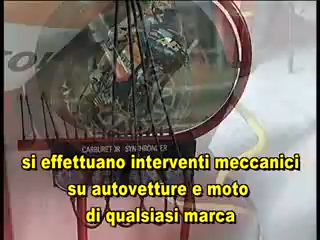 CARBURETOR SYNCHRONIZER
si effettuano interventi meccanici
su autovetture e moto
di qualsiasi marca